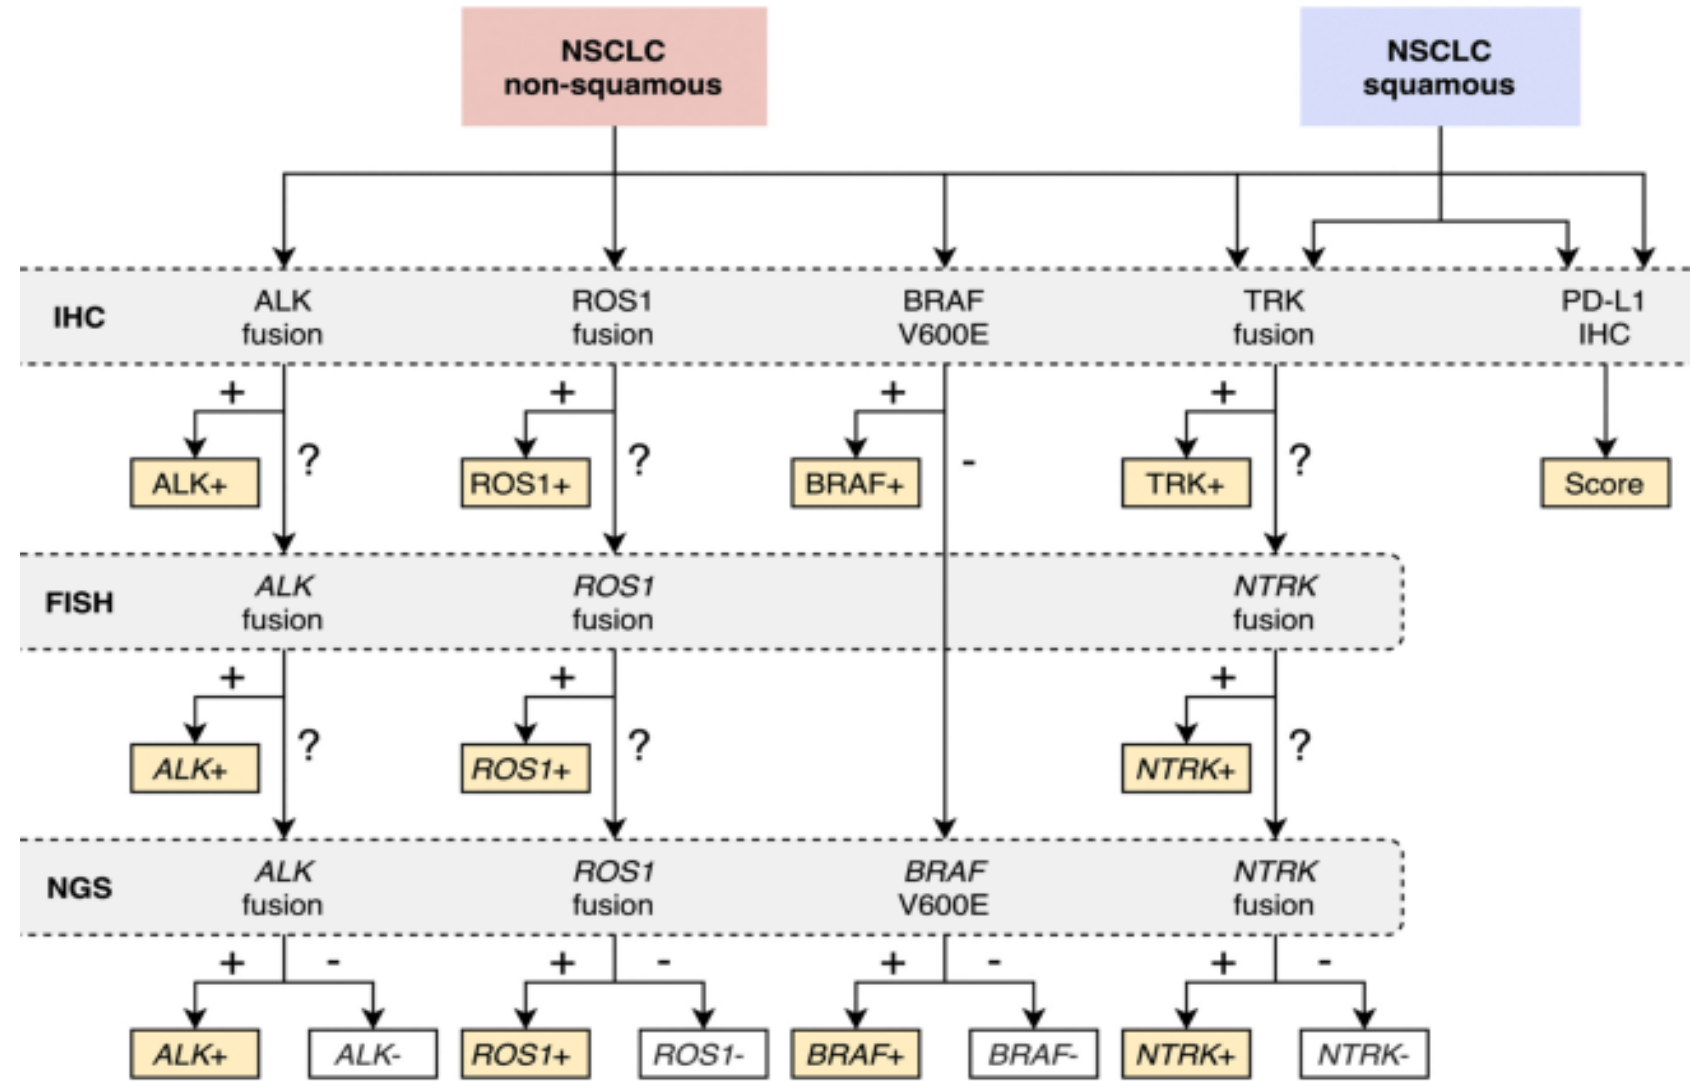 NSCLC
non-squamous
NSCLC
squamous
IHC
ALK
fusion
ROS1
fusion
BRAF
V600E
TRK
fusion
PD-L1
IHC
+
?
+
?
+
-
+
?
ALK+
ROS1+
BRAF+
TRK+
Score
FISH
ALK
fusion
ROS1
fusion
NTRK
fusion
+
?
+
?
+
?
ALK+
ROS1+
NTRK+
NGS
ALK
fusion
ROS1
fusion
BRAF
V600E
NTRK
fusion
+ -
+ -
+ -
+ -
ALK+
ALK-
ROS1+
ROS1-
BRAF+
BRAF-
NTRK+
NTRK-